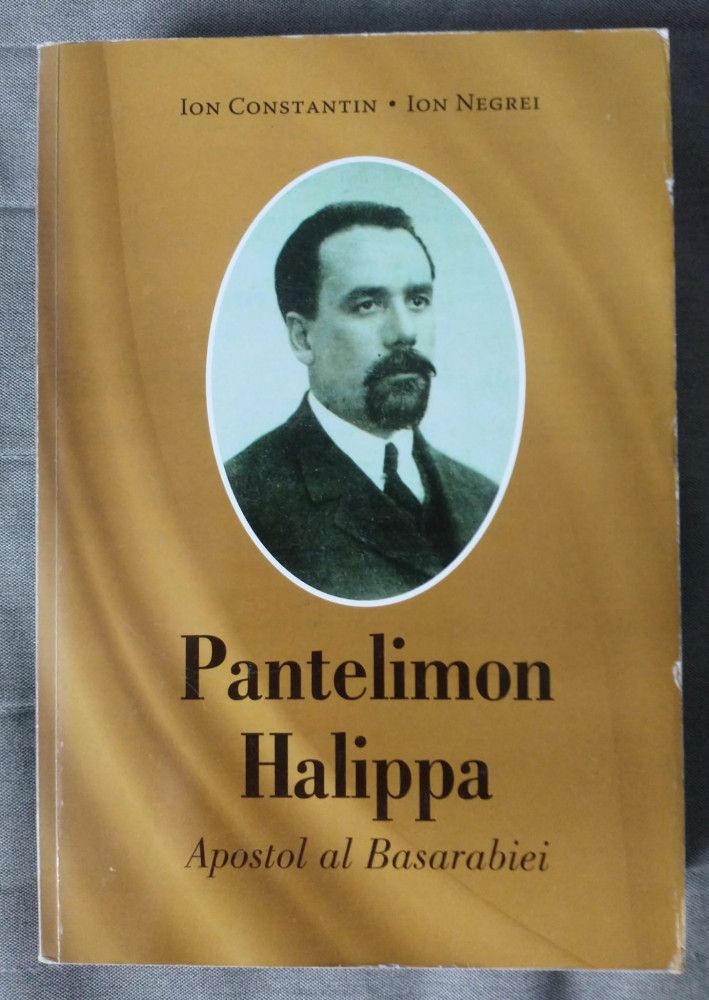 Ion Constantin • Ion Negrei
Pantelimon
Halippa
Apostol al Basarabiei